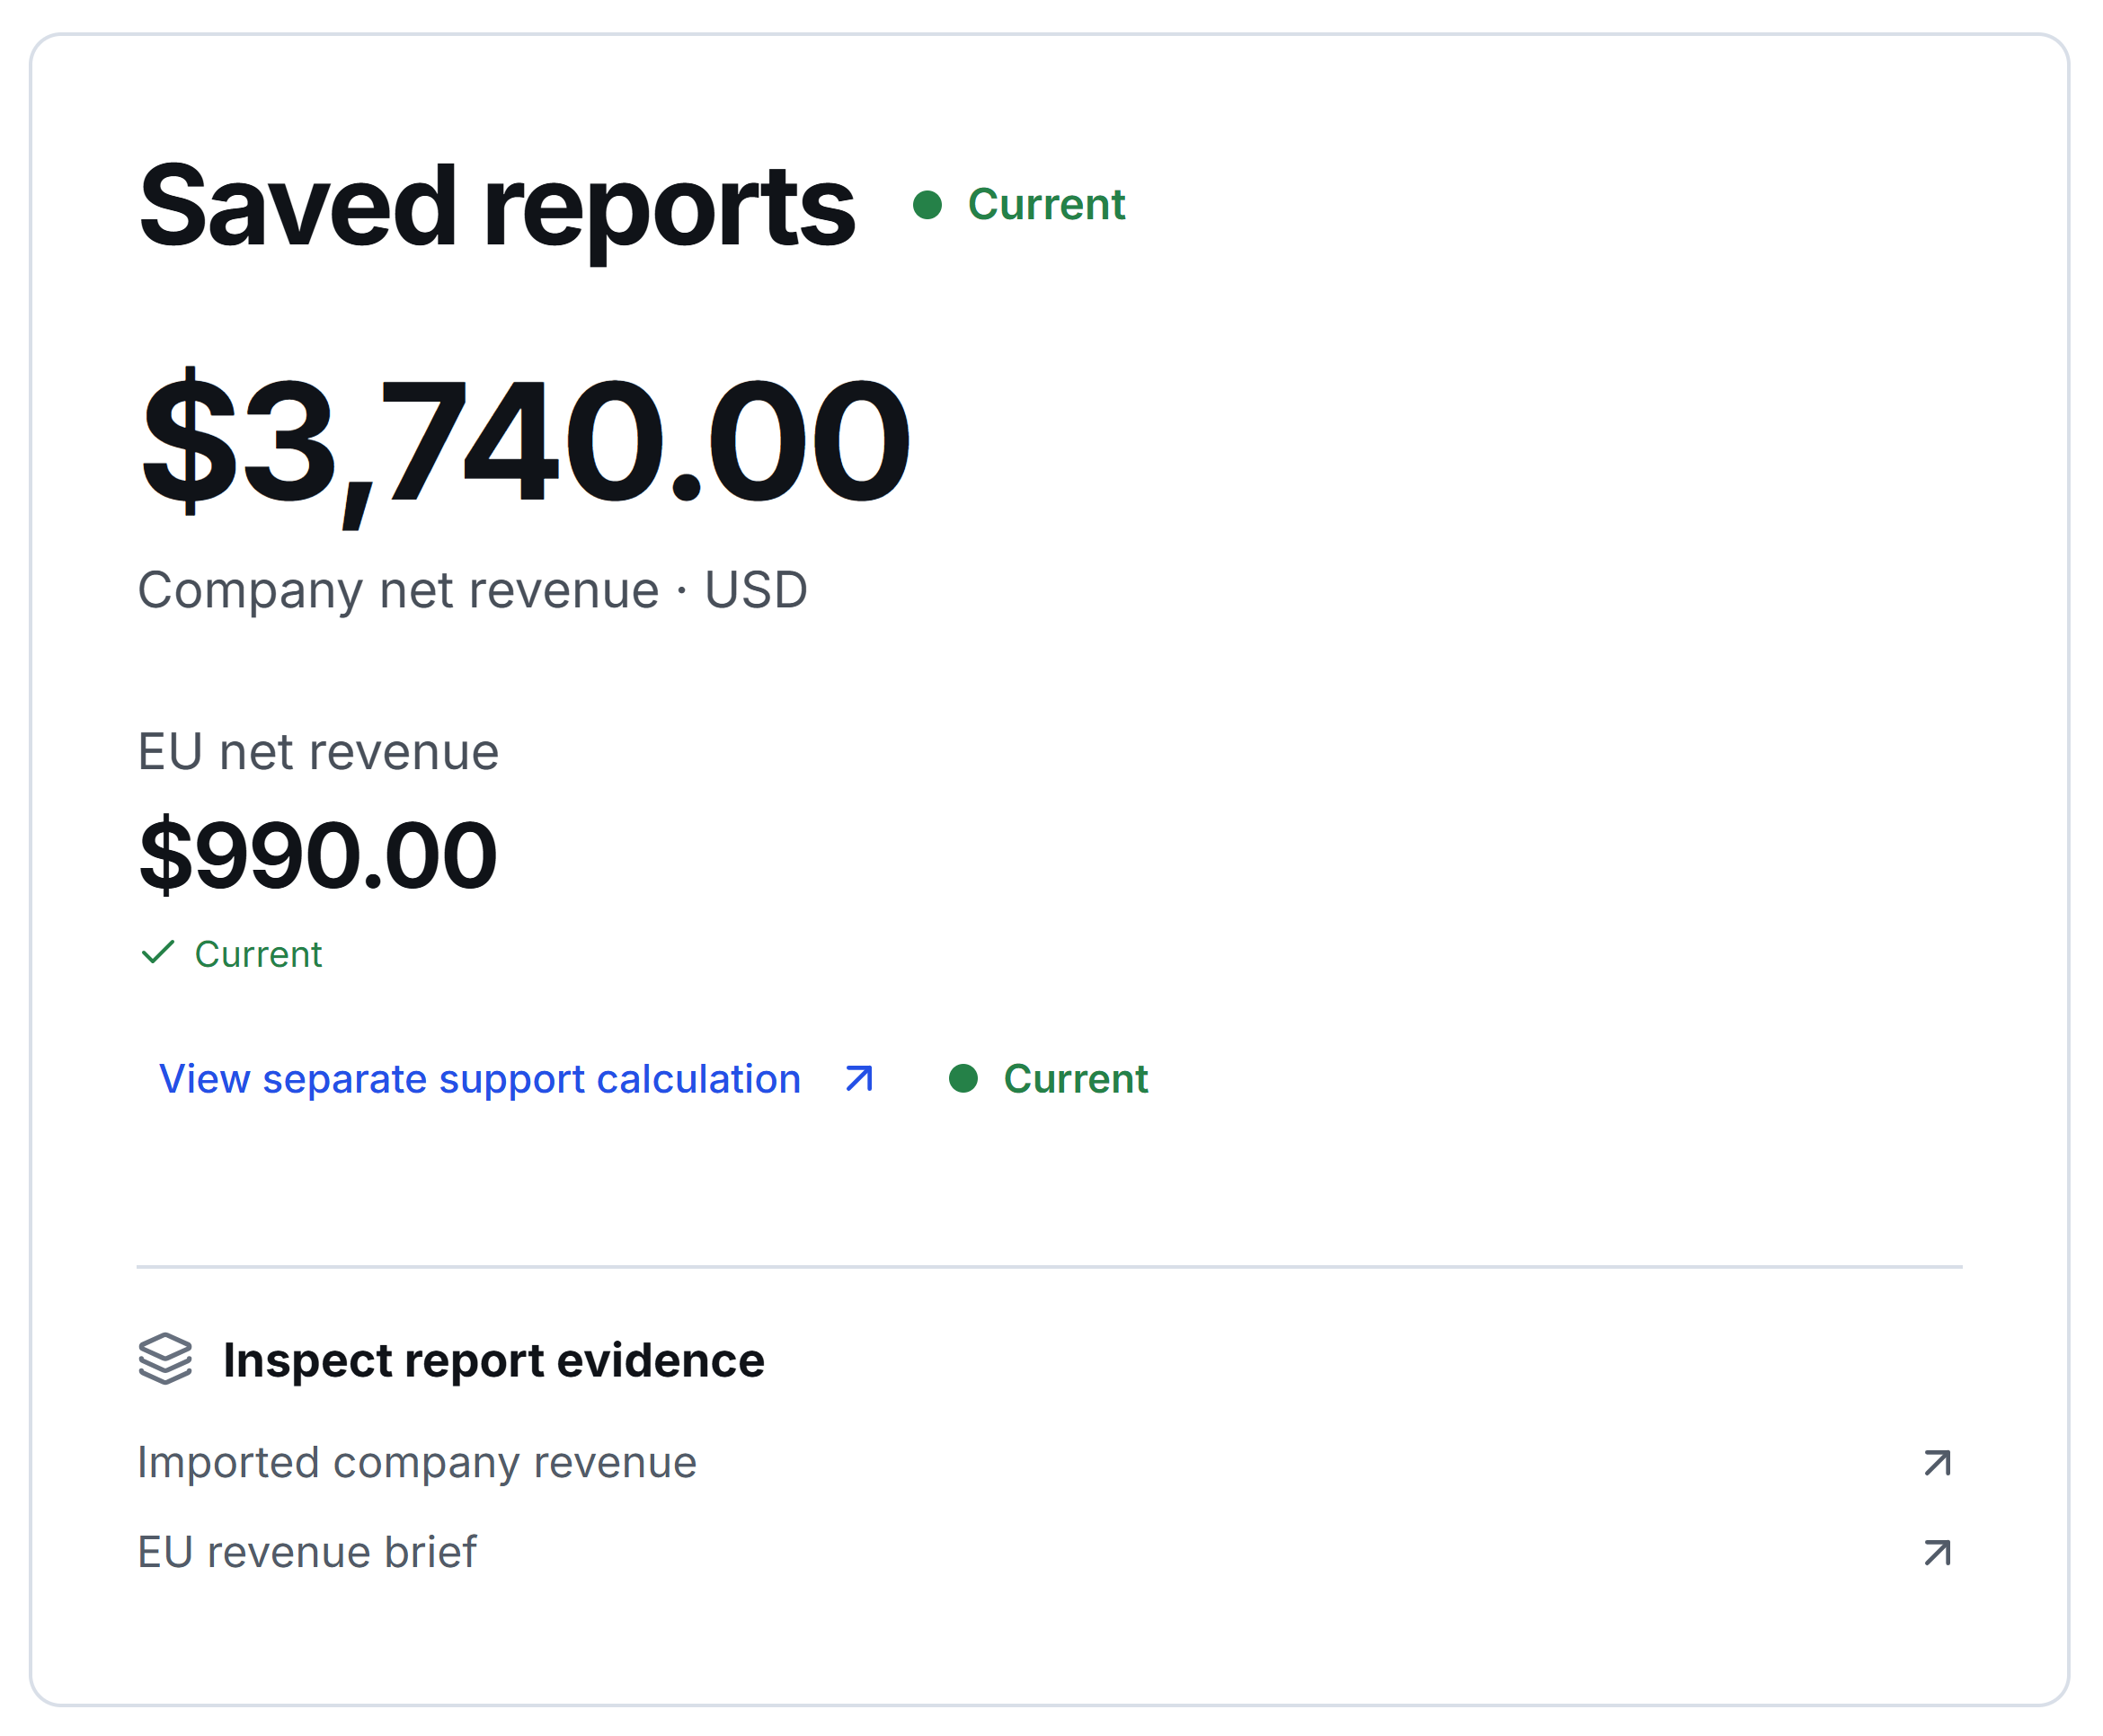 Saved reports Current
$3,740.00
Company net revenue · USD
EU net revenue
$990.00
Current
View separate support calculation Current
Inspect report evidence
Imported company revenue
EU revenue brief